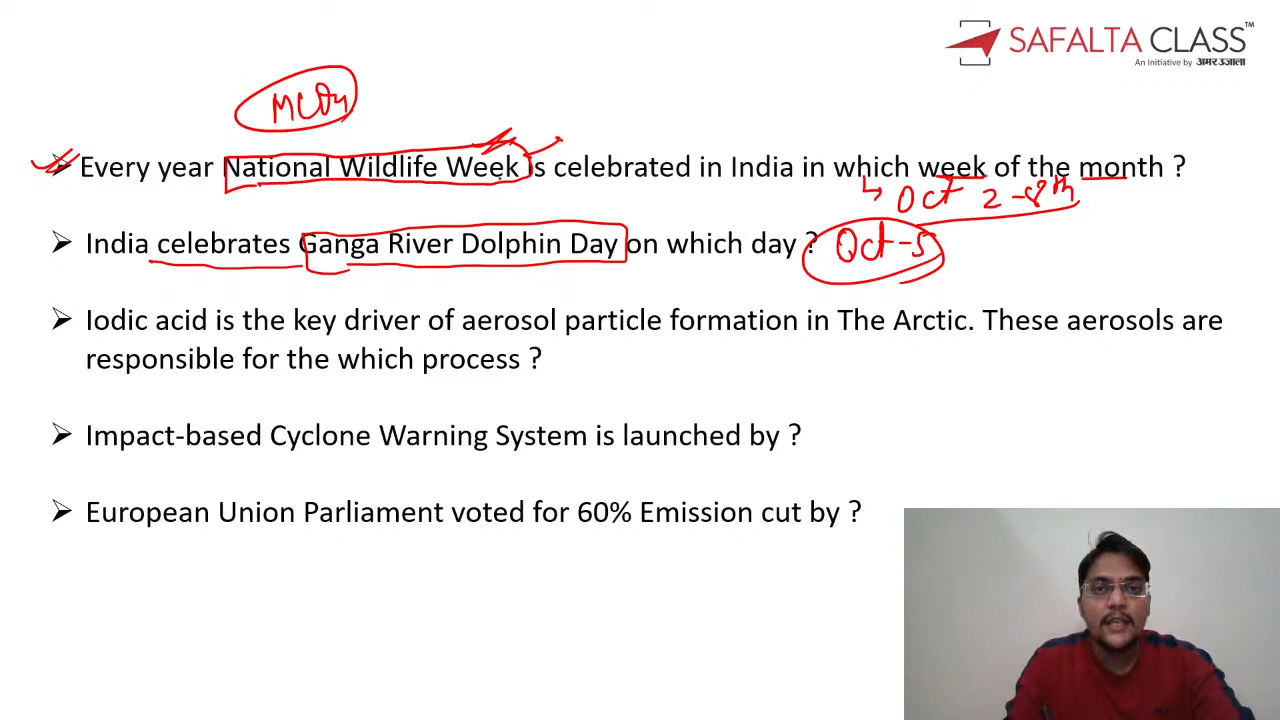 SAFALTA CLASS™
An Initiative by अमर उजाला
MCQs
➢ Every year National Wildlife Week is celebrated in India in which week of the month ?
↳ Oct 2-8th
➢ India celebrates Ganga River Dolphin Day on which day ? Oct-5
➢ Iodic acid is the key driver of aerosol particle formation in The Arctic. These aerosols are
responsible for the which process ?
➢ Impact-based Cyclone Warning System is launched by ?
➢ European Union Parliament voted for 60% Emission cut by ?